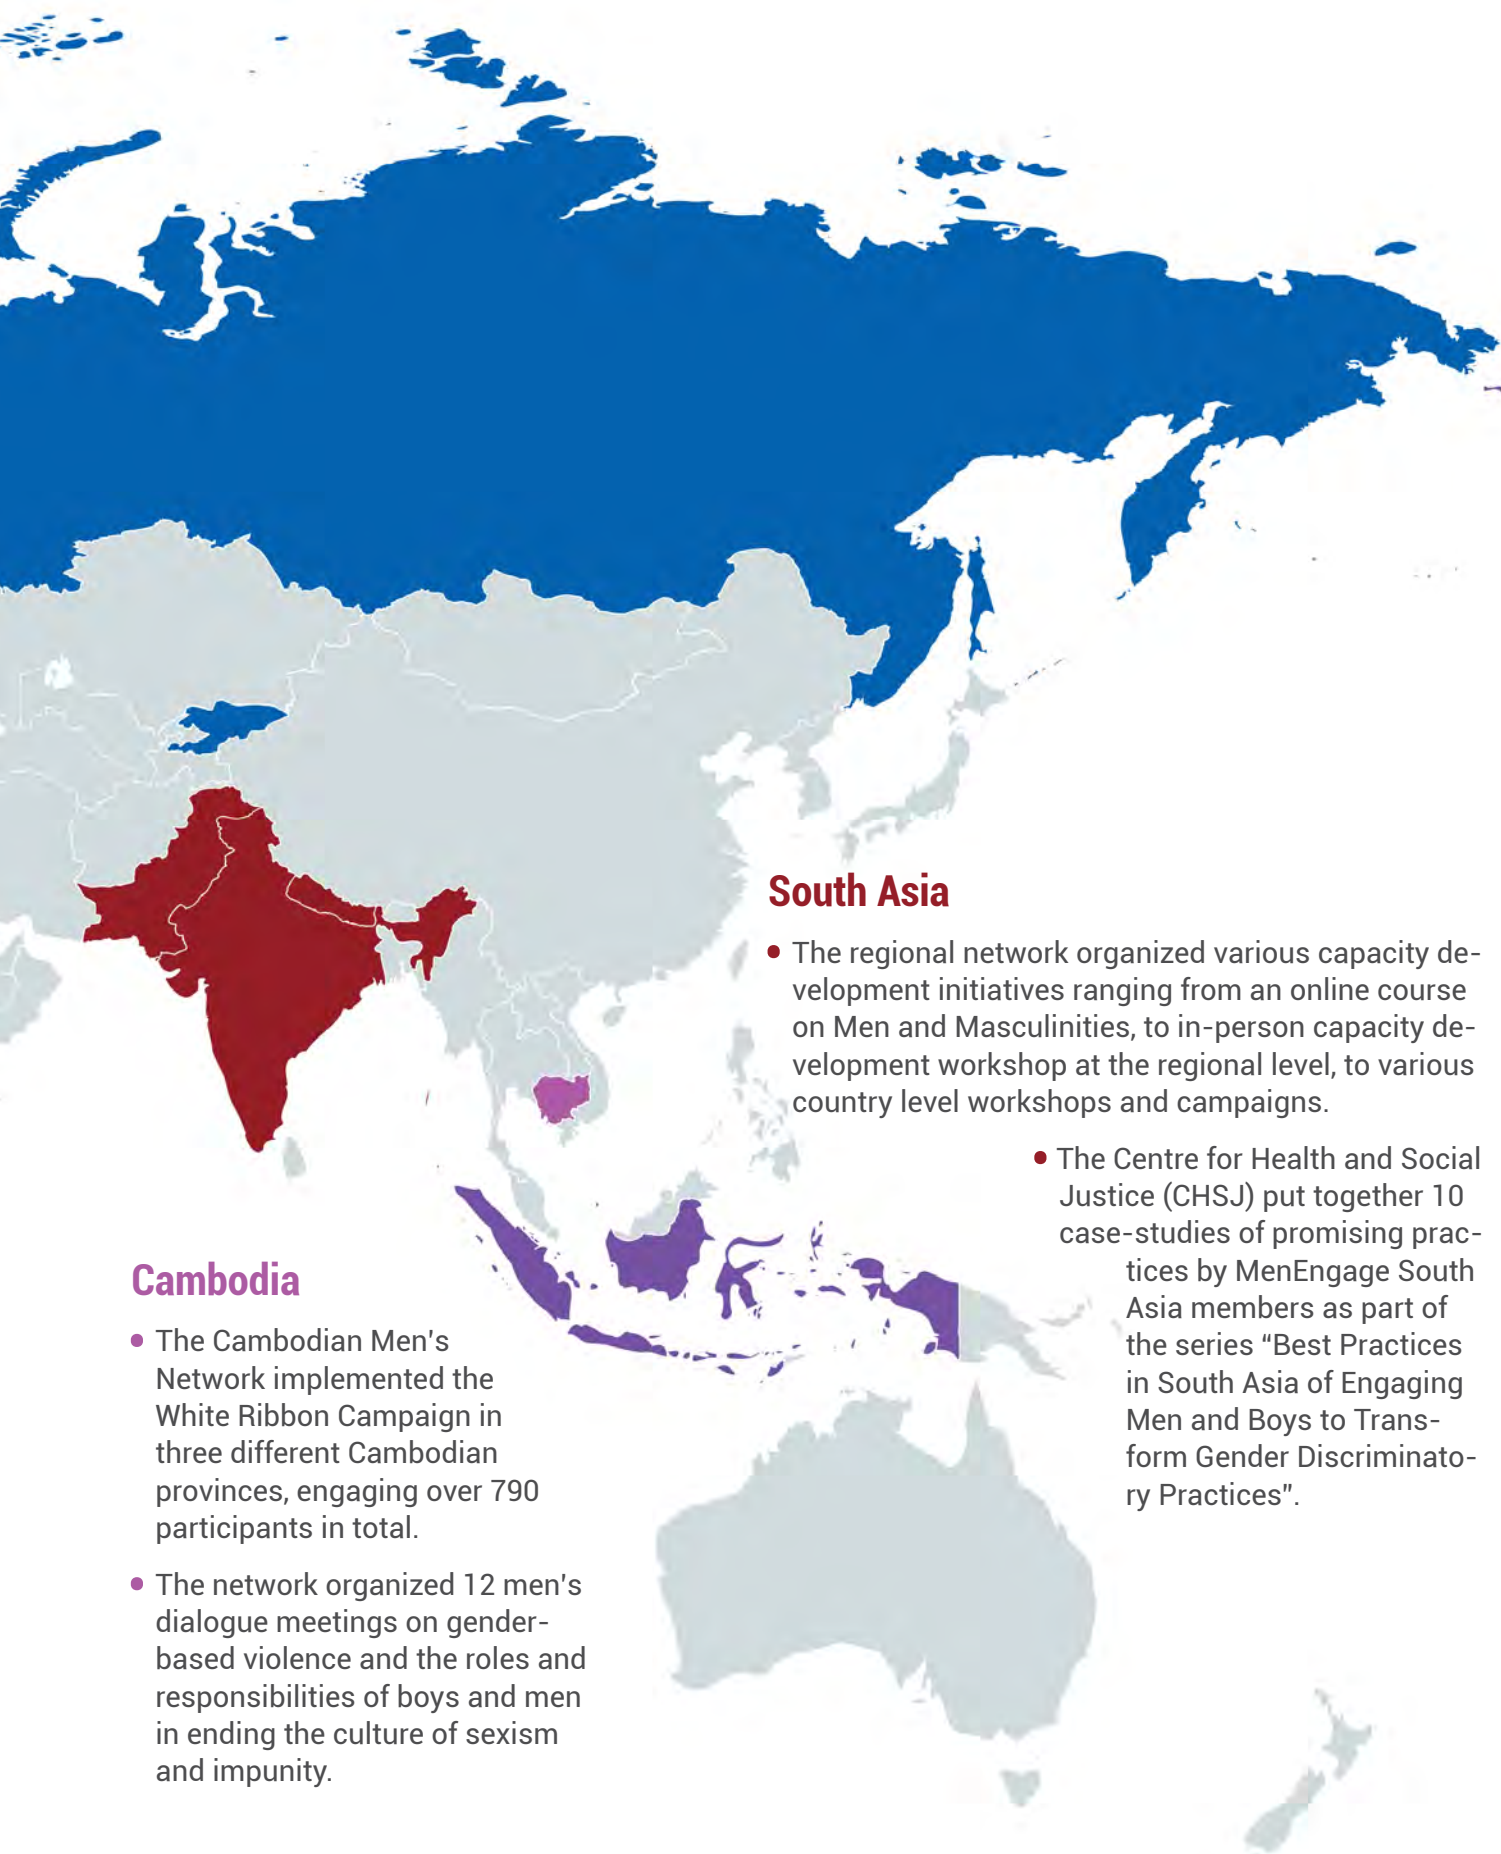 South Asia
• The regional network organized various capacity de-
velopment initiatives ranging from an online course
on Men and Masculinities, to in-person capacity de-
velopment workshop at the regional level, to various
country level workshops and campaigns.
• The Centre for Health and Social
Justice (CHSJ) put together 10
case-studies of promising prac-
tices by MenEngage South
Asia members as part of
the series “Best Practices
in South Asia of Engaging
Men and Boys to Trans-
form Gender Discriminato-
ry Practices”.
Cambodia
• The Cambodian Men's
Network implemented the
White Ribbon Campaign in
three different Cambodian
provinces, engaging over 790
participants in total.
• The network organized 12 men's
dialogue meetings on gender-
based violence and the roles and
responsibilities of boys and men
in ending the culture of sexism
and impunity.